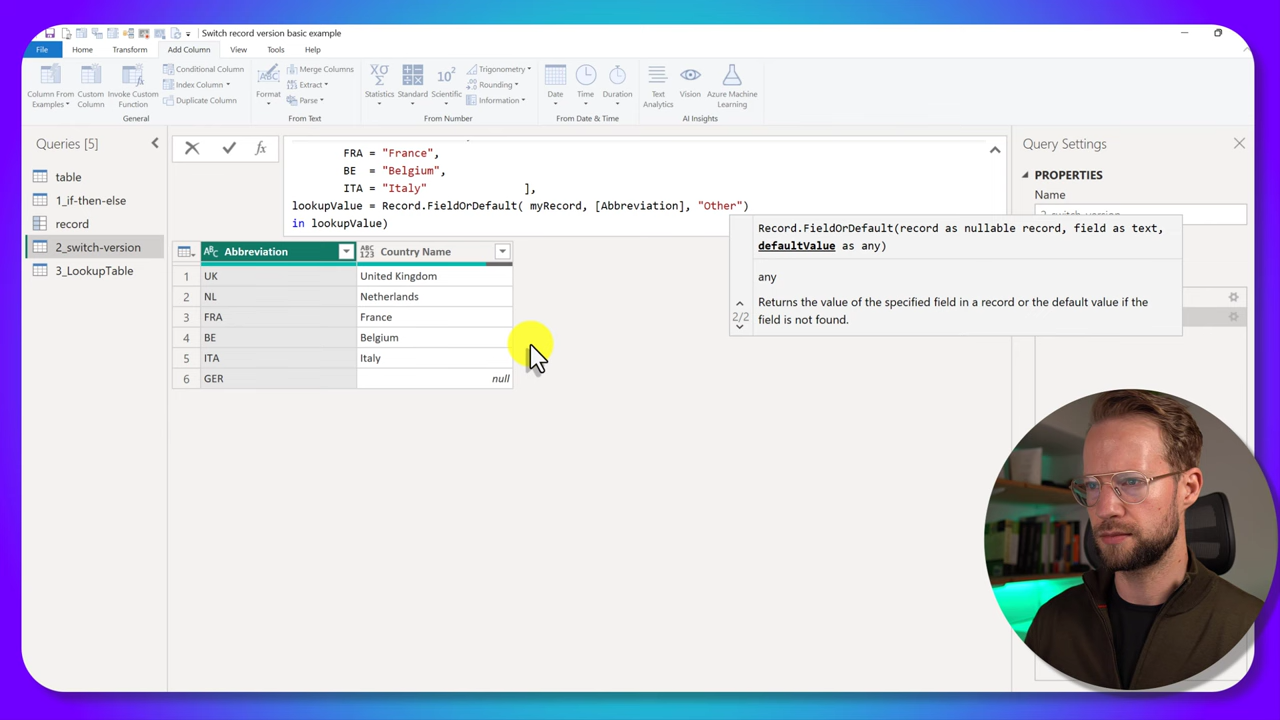 Switch record version basic example
File Home Transform Add Column View Tools Help
Column From Examples
Custom Column
Invoke Custom Function
Conditional Column
Index Column
Duplicate Column
General
Format
Merge Columns
Extract
Parse
From Text
Statistics
Standard
Scientific
10²
Trigonometry
Rounding
Information
From Number
Date
Time
Duration
From Date & Time
Text Analytics
Vision
Azure Machine Learning
AI Insights
Queries [5]
table
1_if-then-else
record
2_switch-version
3_LookupTable
fx
FRA = "France",
BE = "Belgium",
ITA = "Italy" ],
lookupValue = Record.FieldOrDefault( myRecord, [Abbreviation], "Other")
in lookupValue)
Record.FieldOrDefault(record as nullable record, field as text,
defaultValue as any)
any
2/2
Returns the value of the specified field in a record or the default value if the
field is not found.
Abbreviation Country Name
1 UK United Kingdom
2 NL Netherlands
3 FRA France
4 BE Belgium
5 ITA Italy
6 GER null
Query Settings
PROPERTIES
Name